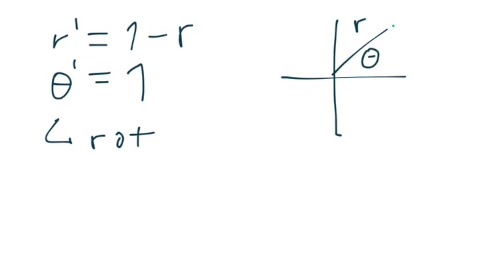 r' = 1 - r
θ' = 1
↳ rot
r
θ